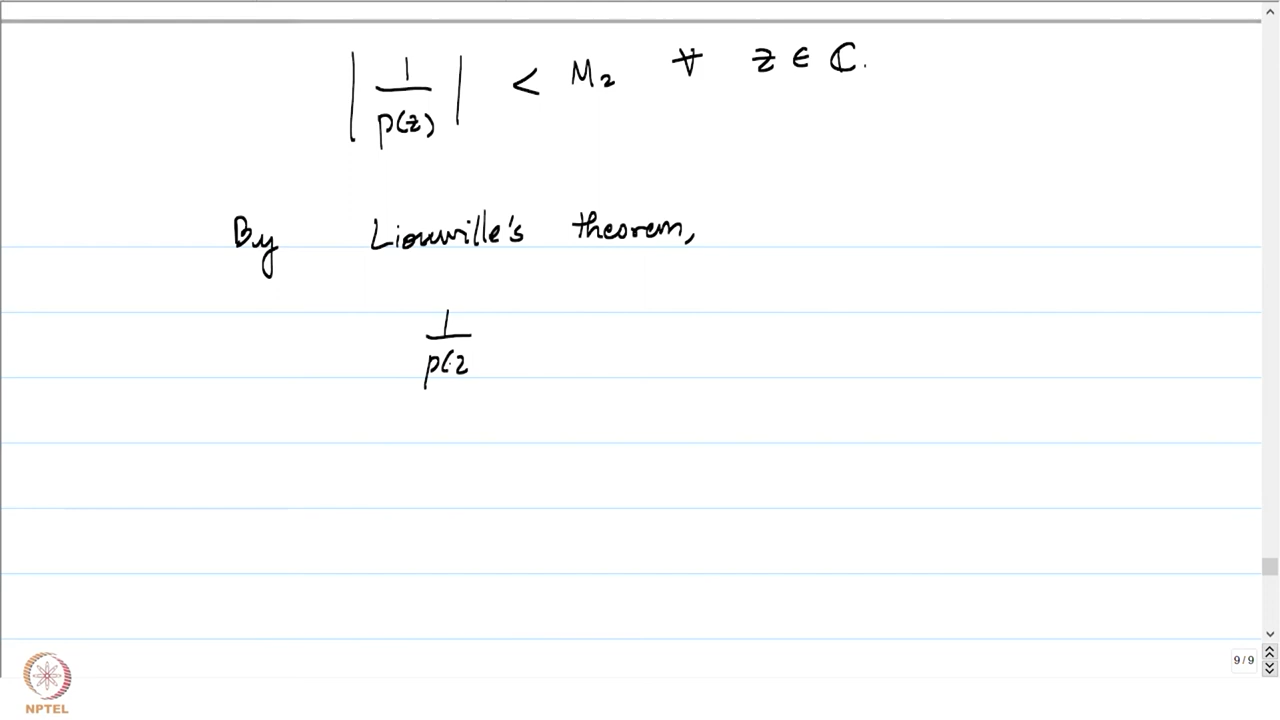 | 1/p(z) | < M₂ ∀ z ∈ ℂ.
By Liouville's theorem,
1/p(z
9 / 9
NPTEL